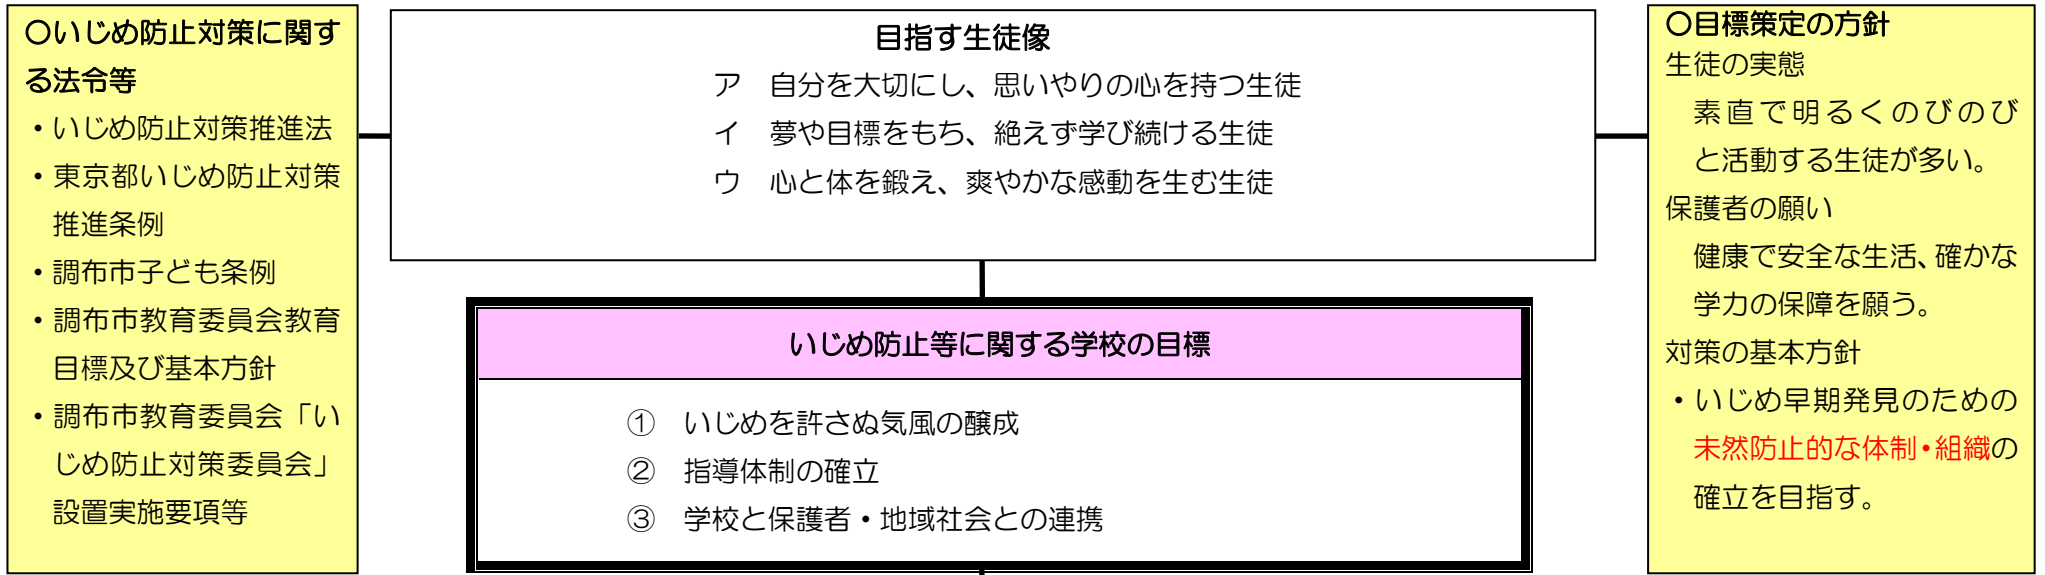 〇いじめ防止対策に関す
る法令等
・いじめ防止対策推進法
・東京都いじめ防止対策
推進条例
・調布市子ども条例
・調布市教育委員会教育
目標及び基本方針
・調布市教育委員会「い
じめ防止対策委員会」
設置実施要項等
目指す生徒像
ア　自分を大切にし、思いやりの心を持つ生徒
イ　夢や目標をもち、絶えず学び続ける生徒
ウ　心と体を鍛え、爽やかな感動を生む生徒
いじめ防止等に関する学校の目標
①　いじめを許さぬ気風の醸成
②　指導体制の確立
③　学校と保護者・地域社会との連携
〇目標策定の方針
生徒の実態
素直で明るくのびのび
と活動する生徒が多い。
保護者の願い
健康で安全な生活、確かな
学力の保障を願う。
対策の基本方針
・いじめ早期発見のための
未然防止的な体制・組織の
確立を目指す。